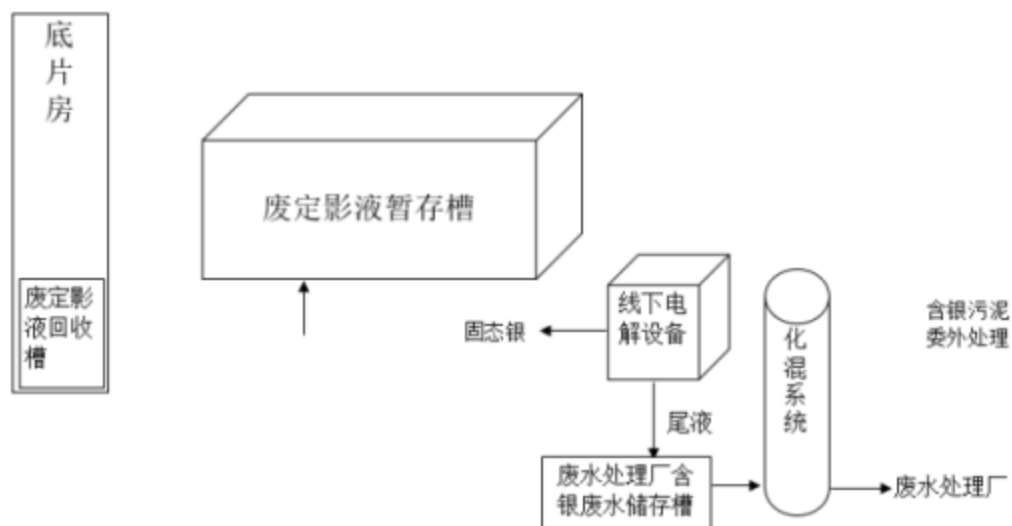 底
片
房
废定影
液回收
槽
废定影液暂存槽
固态银
线下电
解设备
尾液
废水处理厂含
银废水储存槽
化
混
系
统
含银污泥
委外处理
废水处理厂